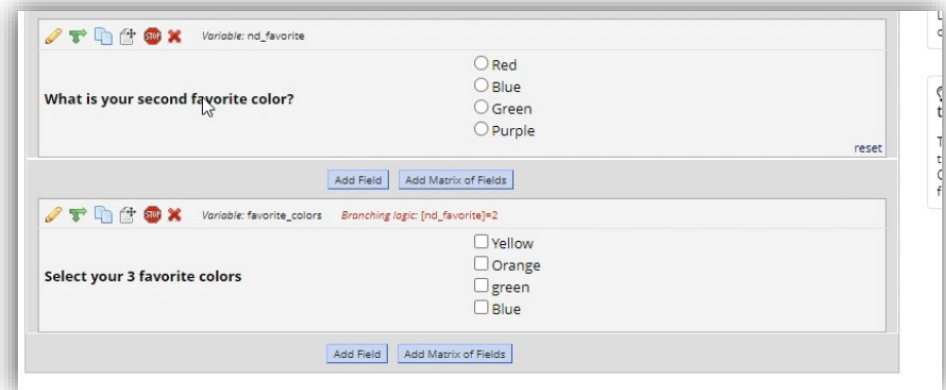 STOP Variable: nd_favorite
What is your second favorite color?
Red
Blue
Green
Purple
reset
Add Field Add Matrix of Fields
STOP Variable: favorite_colors Branching logic: [nd_favorite]=2
Select your 3 favorite colors
Yellow
Orange
green
Blue
Add Field Add Matrix of Fields